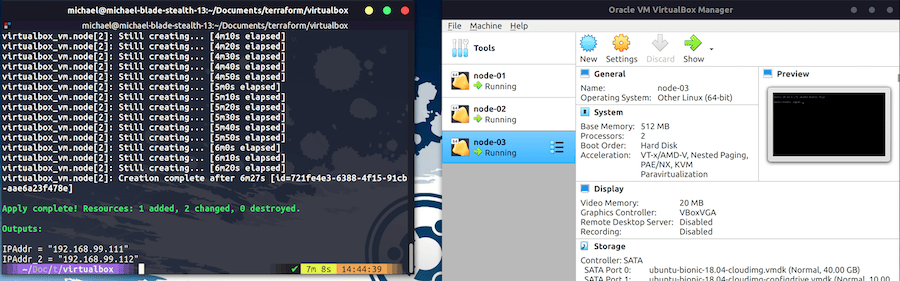 michael@michael-blade-stealth-13:~/Documents/terraform/virtualbox
michael@michael-blade-stealth-13:~/Documents/terraform/virtualbox
virtualbox_vm.node[2]: Still creating... [4m10s elapsed]
virtualbox_vm.node[2]: Still creating... [4m20s elapsed]
virtualbox_vm.node[2]: Still creating... [4m30s elapsed]
virtualbox_vm.node[2]: Still creating... [4m40s elapsed]
virtualbox_vm.node[2]: Still creating... [4m50s elapsed]
virtualbox_vm.node[2]: Still creating... [5m0s elapsed]
virtualbox_vm.node[2]: Still creating... [5m10s elapsed]
virtualbox_vm.node[2]: Still creating... [5m20s elapsed]
virtualbox_vm.node[2]: Still creating... [5m30s elapsed]
virtualbox_vm.node[2]: Still creating... [5m40s elapsed]
virtualbox_vm.node[2]: Still creating... [5m50s elapsed]
virtualbox_vm.node[2]: Still creating... [6m0s elapsed]
virtualbox_vm.node[2]: Still creating... [6m10s elapsed]
virtualbox_vm.node[2]: Still creating... [6m20s elapsed]
virtualbox_vm.node[2]: Creation complete after 6m27s [id=721fe4e3-6388-4f15-91cb
-aae6a23f478e]
Apply complete! Resources: 1 added, 2 changed, 0 destroyed.
Outputs:
IPAddr = "192.168.99.111"
IPAddr_2 = "192.168.99.112"
~/Doc/t/virtualbox
✔ 7m 8s 14:44:39
Oracle VM VirtualBox Manager
File Machine Help
Tools
node-01
Running
node-02
Running
node-03
Running
New Settings Discard Show
General
Name: node-03
Operating System: Other Linux (64-bit)
System
Base Memory: 512 MB
Processors: 2
Boot Order: Hard Disk
Acceleration: VT-x/AMD-V, Nested Paging,
PAE/NX, KVM
Paravirtualization
Preview
Display
Video Memory: 20 MB
Graphics Controller: VBoxVGA
Remote Desktop Server: Disabled
Recording: Disabled
Storage
Controller: SATA
SATA Port 0: ubuntu-bionic-18.04-cloudimg.vmdk (Normal, 40.00 GB)
SATA Port 1: ubuntu-bionic-18.04-cloudimg-configdrive.vmdk (Normal, 10.00